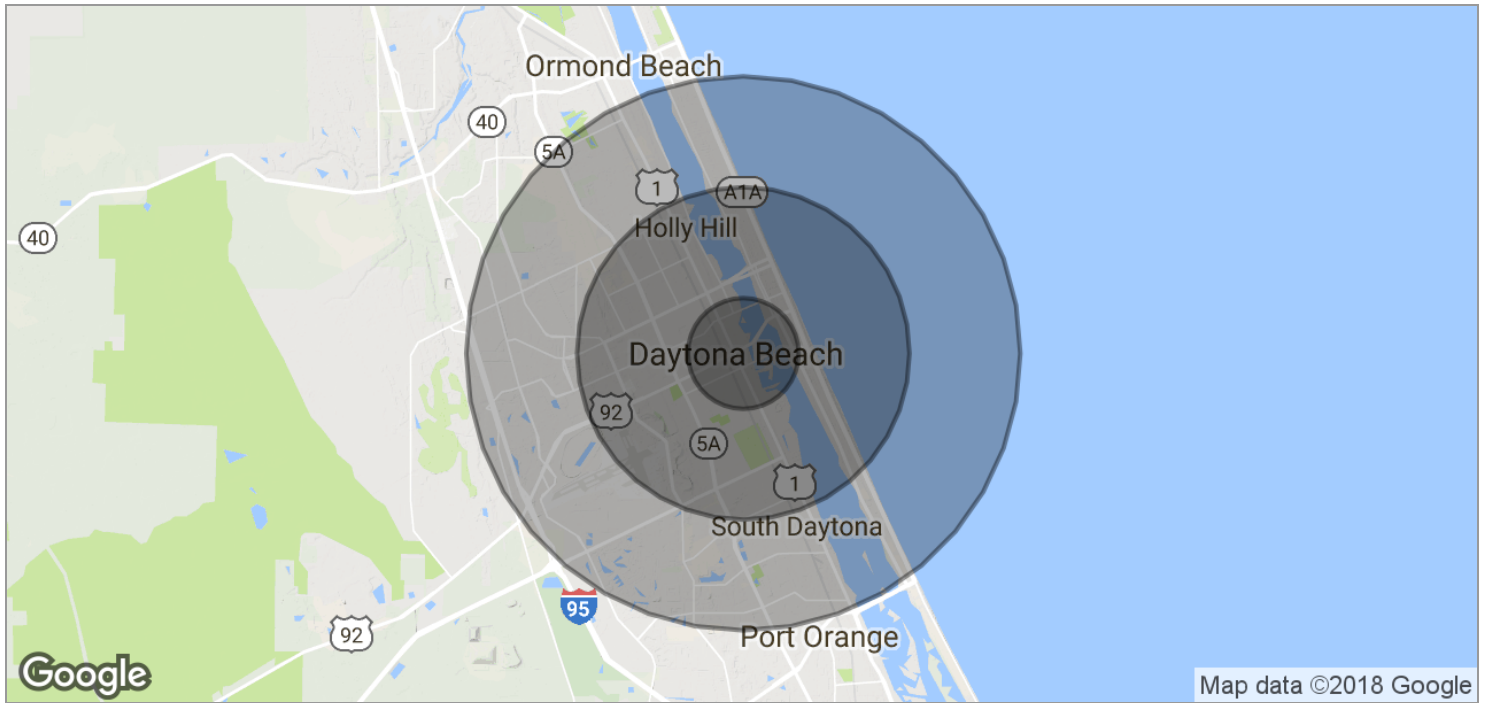 Ormond Beach
40
5A
1
A1A
Holly Hill
40
Daytona Beach
92
5A
1
South Daytona
95
92
Port Orange
Google
Map data ©2018 Google